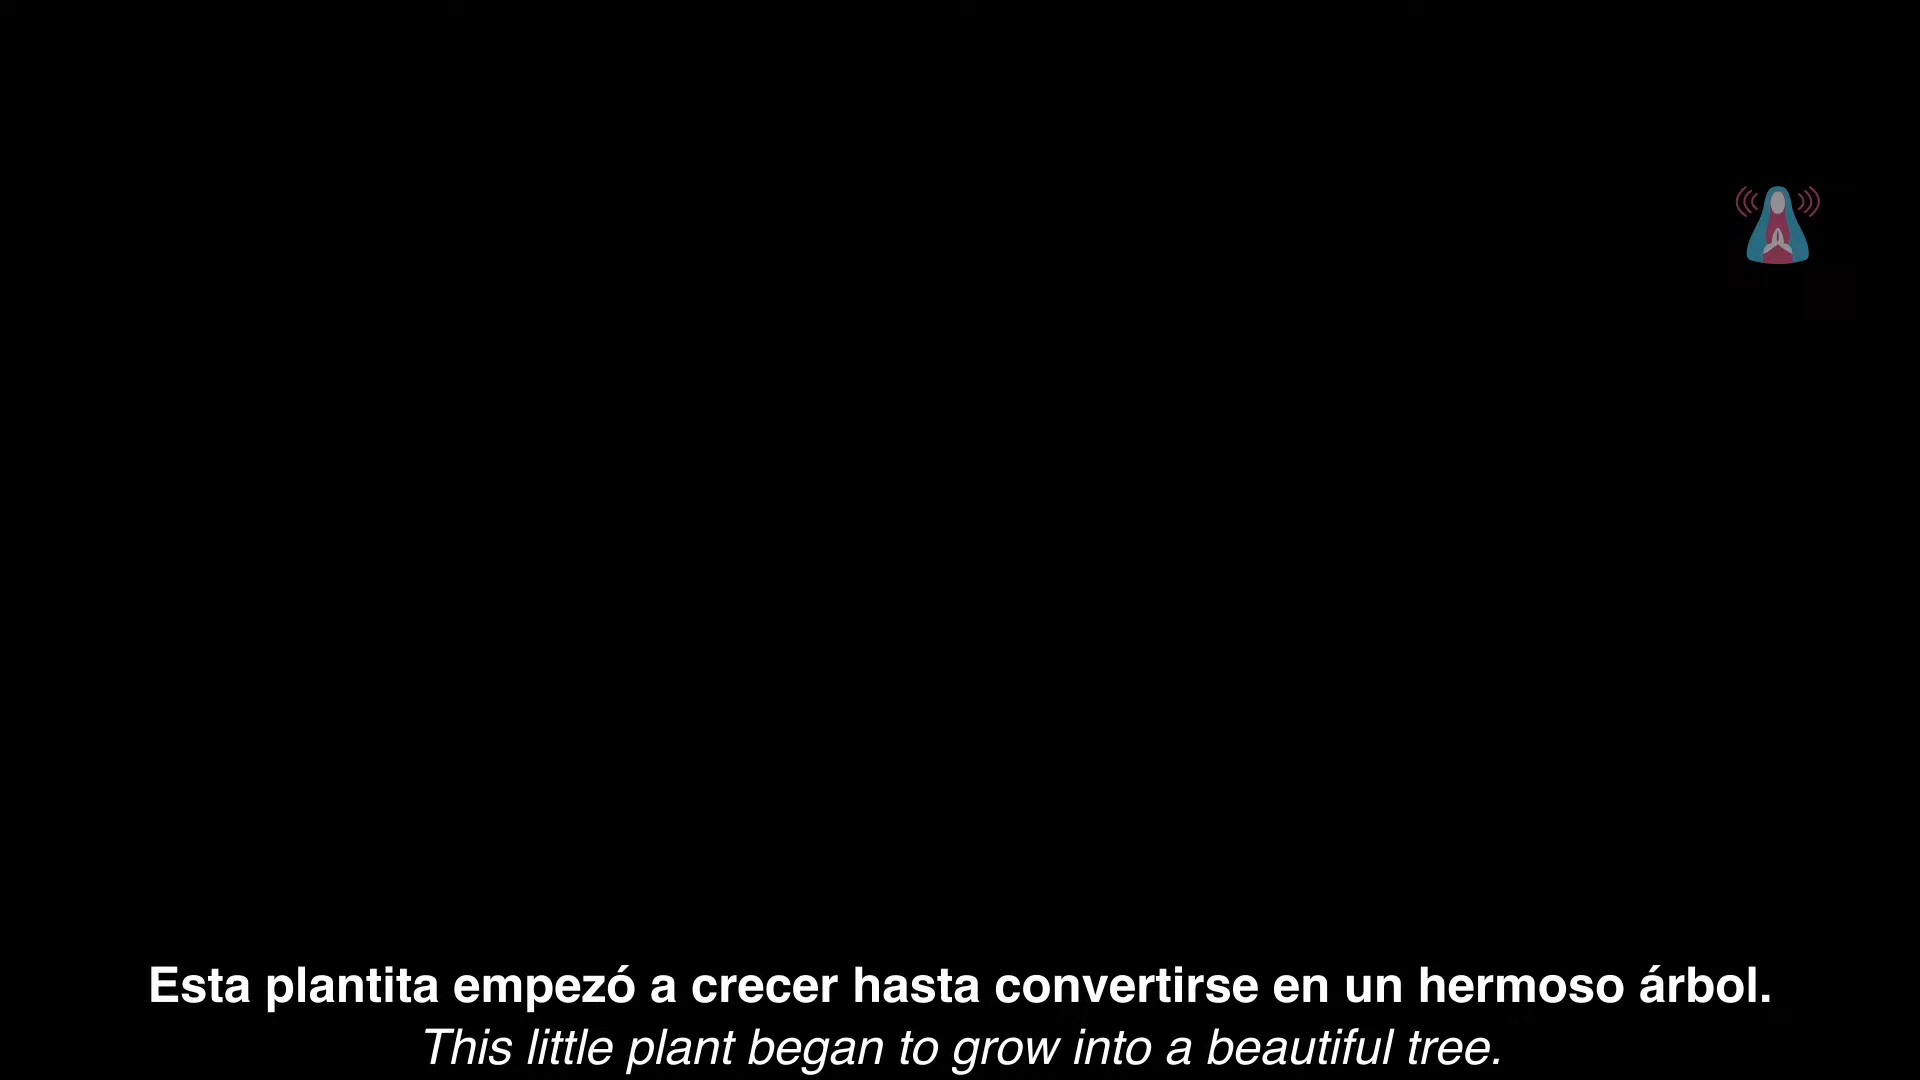 Esta plantita empezó a crecer hasta convertirse en un hermoso árbol.
This little plant began to grow into a beautiful tree.